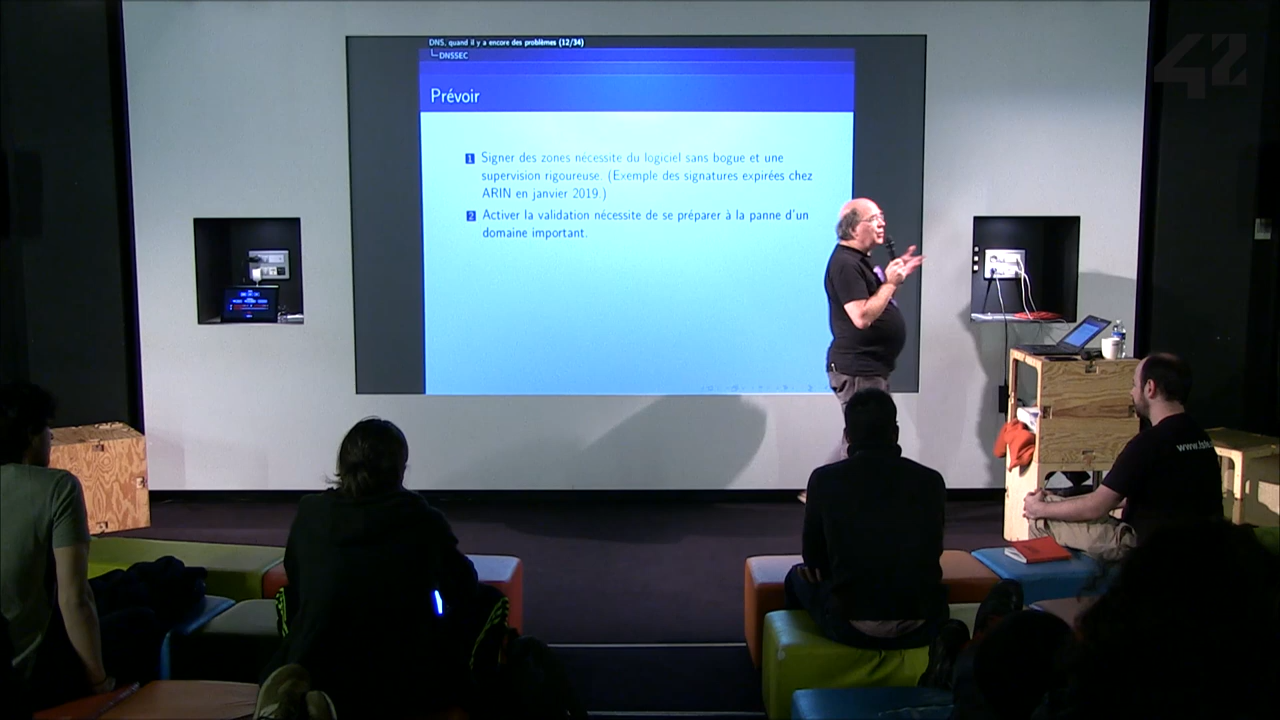 DNS, quand il y a encore des problèmes (12/34)
DNSSEC
Prévoir
1 Signer des zones nécessite du logiciel sans bogue et une
supervision rigoureuse. (Exemple des signatures expirées chez
ARIN en janvier 2019.)
2 Activer la validation nécessite de se préparer à la panne d'un
domaine important.
42